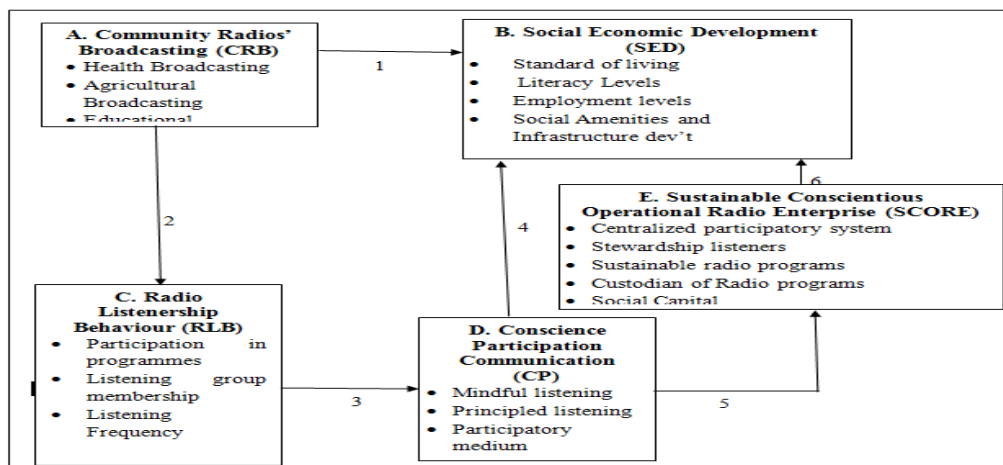 A. Community Radios’
Broadcasting (CRB)
• Health Broadcasting
• Agricultural
Broadcasting
• Educational
1
B. Social Economic Development
(SED)
• Standard of living
• Literacy Levels
• Employment levels
• Social Amenities and
Infrastructure dev’t
2
4
6
E. Sustainable Conscientious
Operational Radio Enterprise (SCORE)
• Centralized participatory system
• Stewardship listeners
• Sustainable radio programs
• Custodian of Radio programs
• Social Capital
C. Radio
Listenership
Behaviour (RLB)
• Participation in
programmes
• Listening group
membership
• Listening
Frequency
3
D. Conscience
Participation
Communication
(CP)
• Mindful listening
• Principled listening
• Participatory
medium
5